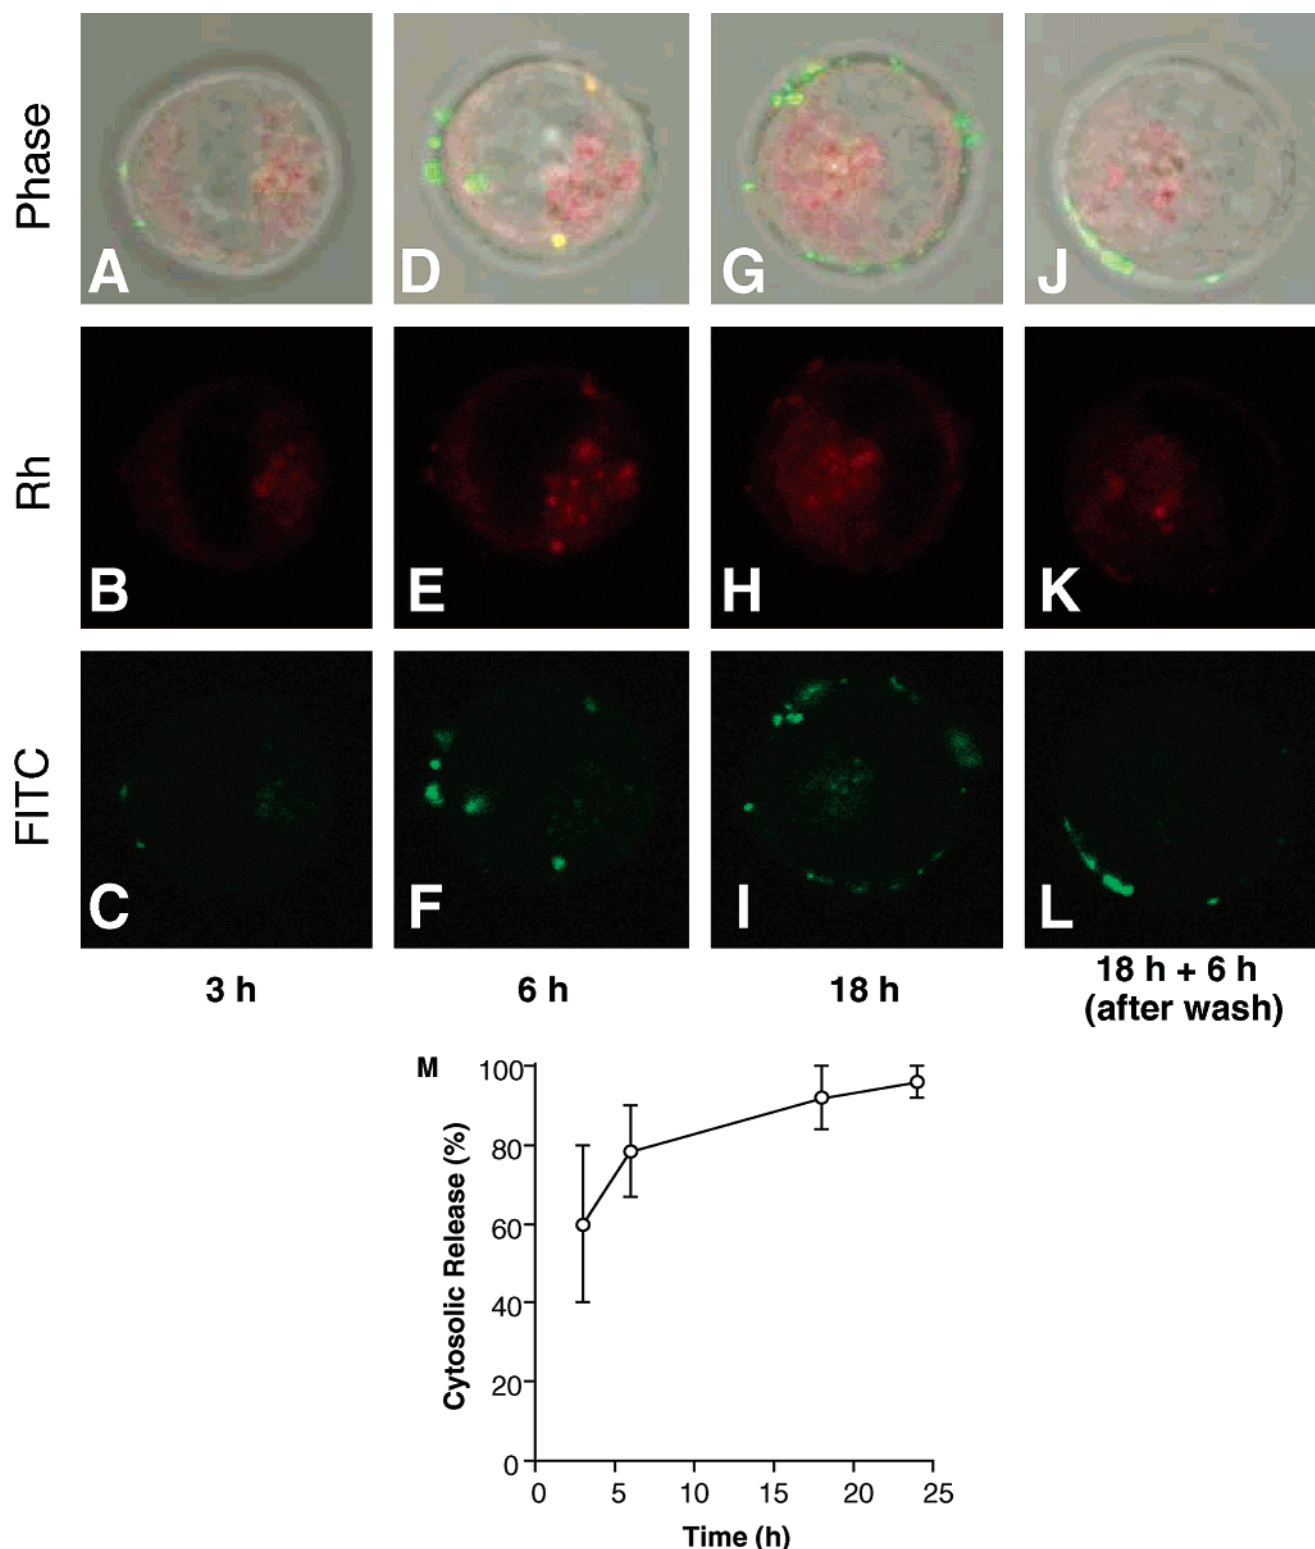 Phase
A
D
G
J
Rh
B
E
H
K
FITC
C
F
I
L
3 h
6 h
18 h
18 h + 6 h
(after wash)
M
Cytosolic Release (%)
100
80
60
40
20
0
0 5 10 15 20 25
Time (h)